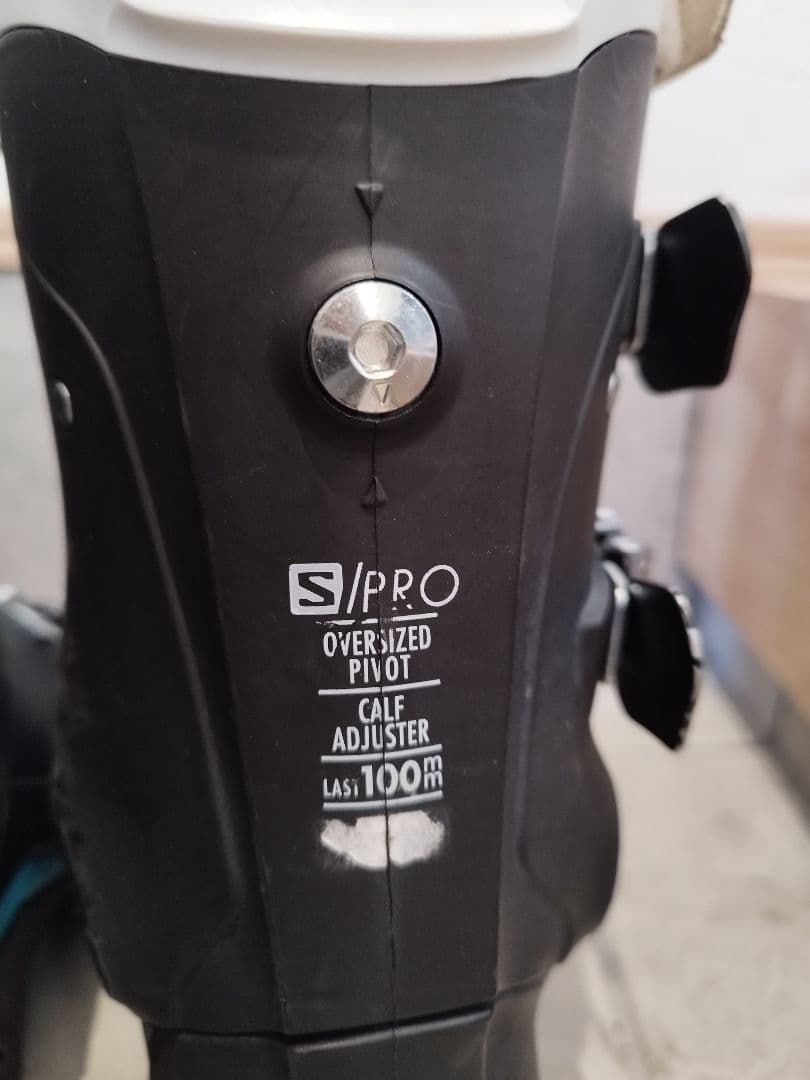 S/PRO
OVERSIZED
PIVOT
CALF
ADJUSTER
LAST 100mm